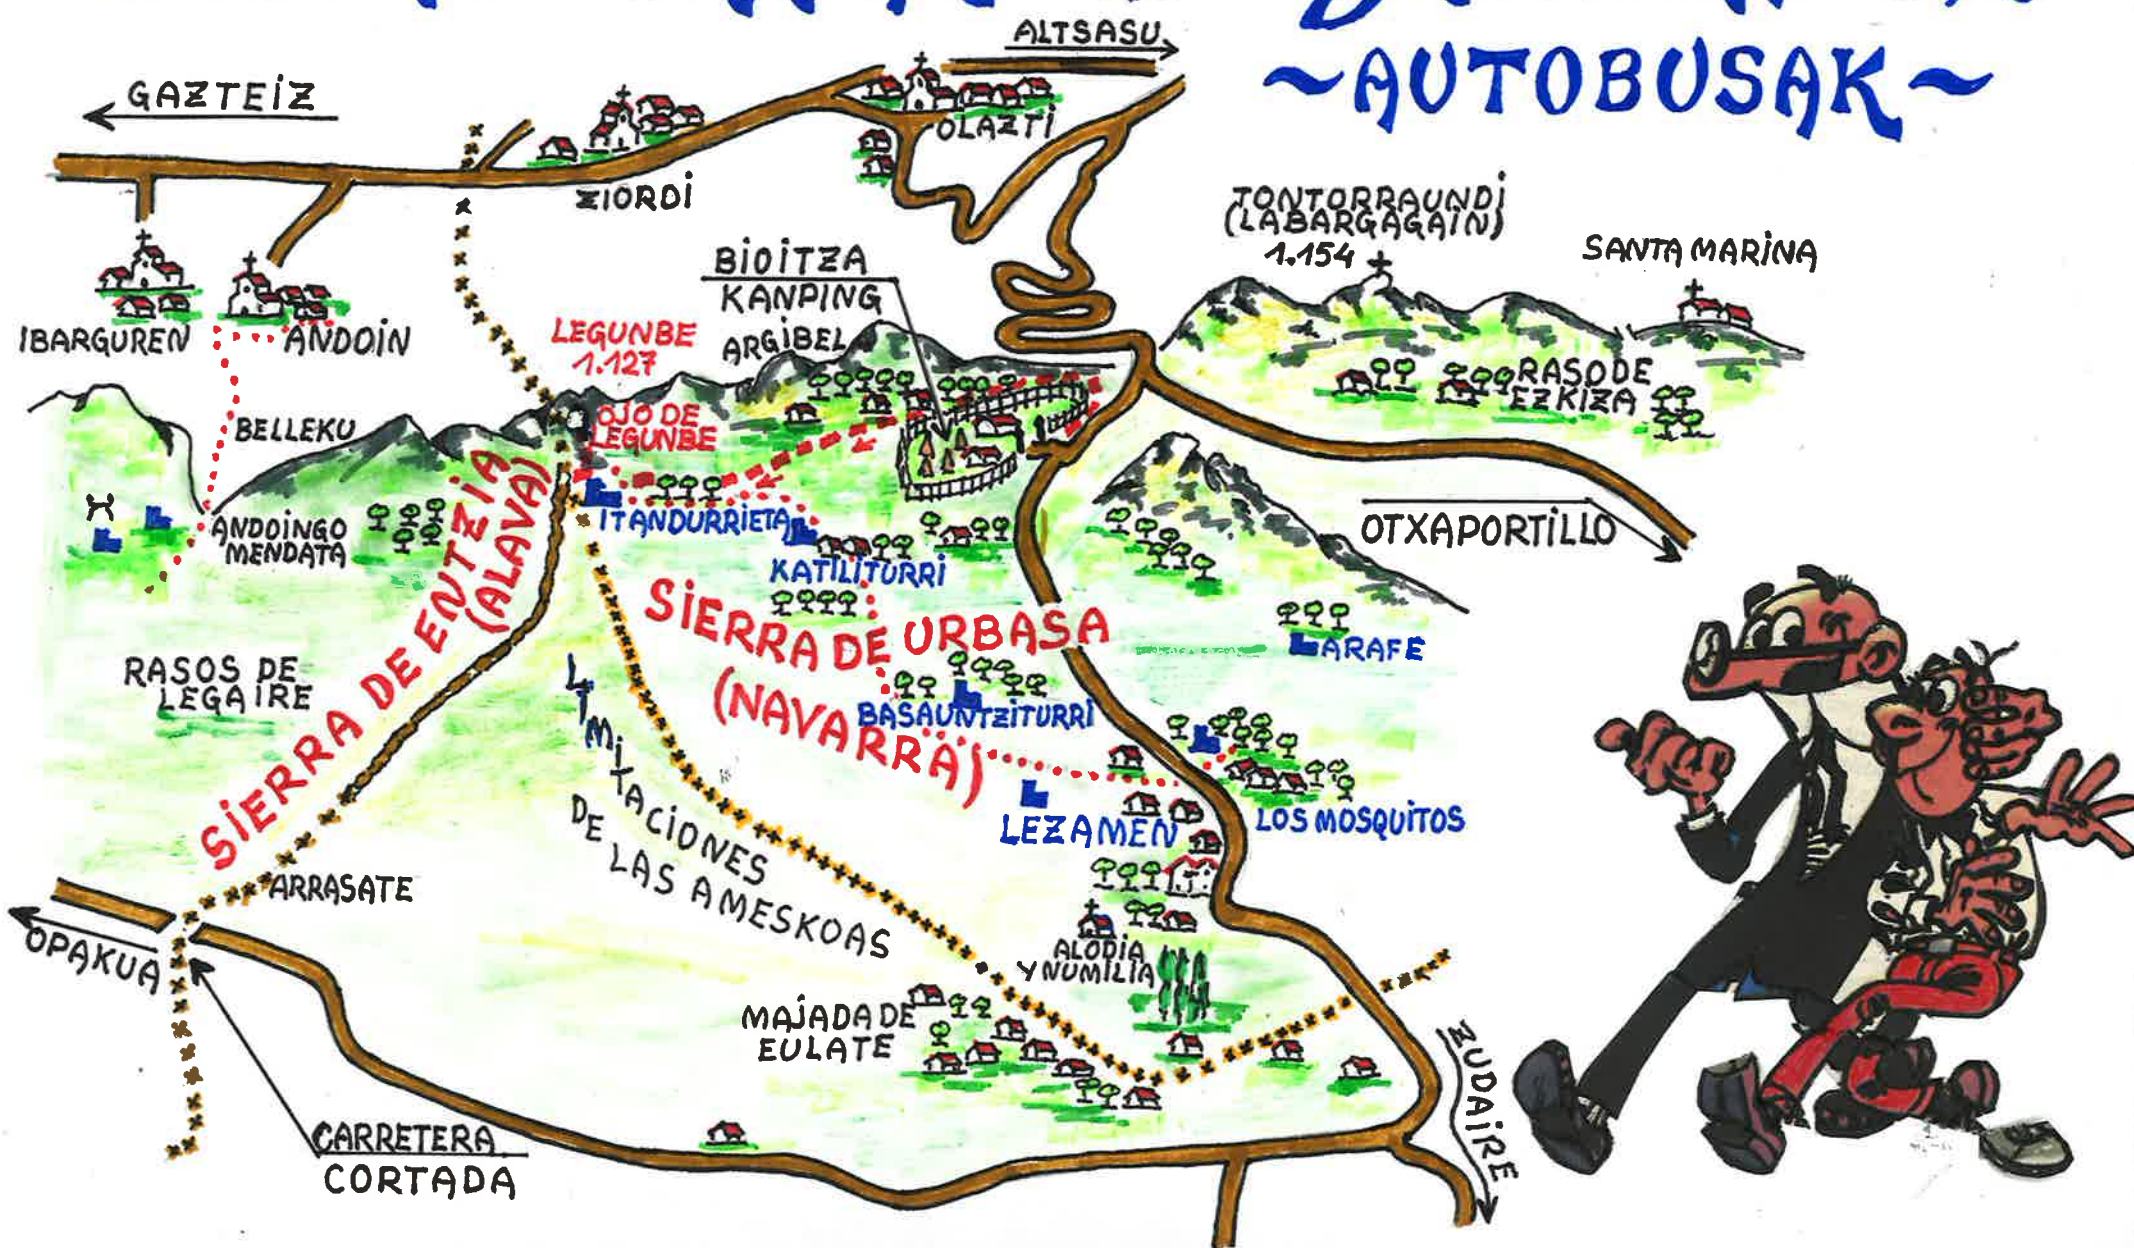 ~AUTOBUSAK~
ALTSASU
GAZTEIZ
OLAZTI
ZIORDI
TONTORRAUNDI
(LABARGAGAIN)
1.154
SANTA MARINA
BIOITZA
KANPING
ARGIBEL
IBARGUREN
ANDOIN
LEGUNBE
1.127
RASO DE
EZKIZA
OJO DE
LEGUNBE
BELLEKU
ANDOINGO
MENDATA
ITANDURRIETA
OTXAPORTILLO
KATILITURRI
SIERRA DE ENTZIA
(ALAVA)
SIERRA DE URBASA
(NAVARRA)
ARAFE
RASOS DE
LEGAIRE
BASAUNTZITURRI
LIMITACIONES
DE LAS AMESKOAS
LEZAMEN
LOS MOSQUITOS
ARRASATE
OPAKUA
ALODIA
Y NUMILIA
MAJADA DE
EULATE
ZUDAIRE
CARRETERA
CORTADA